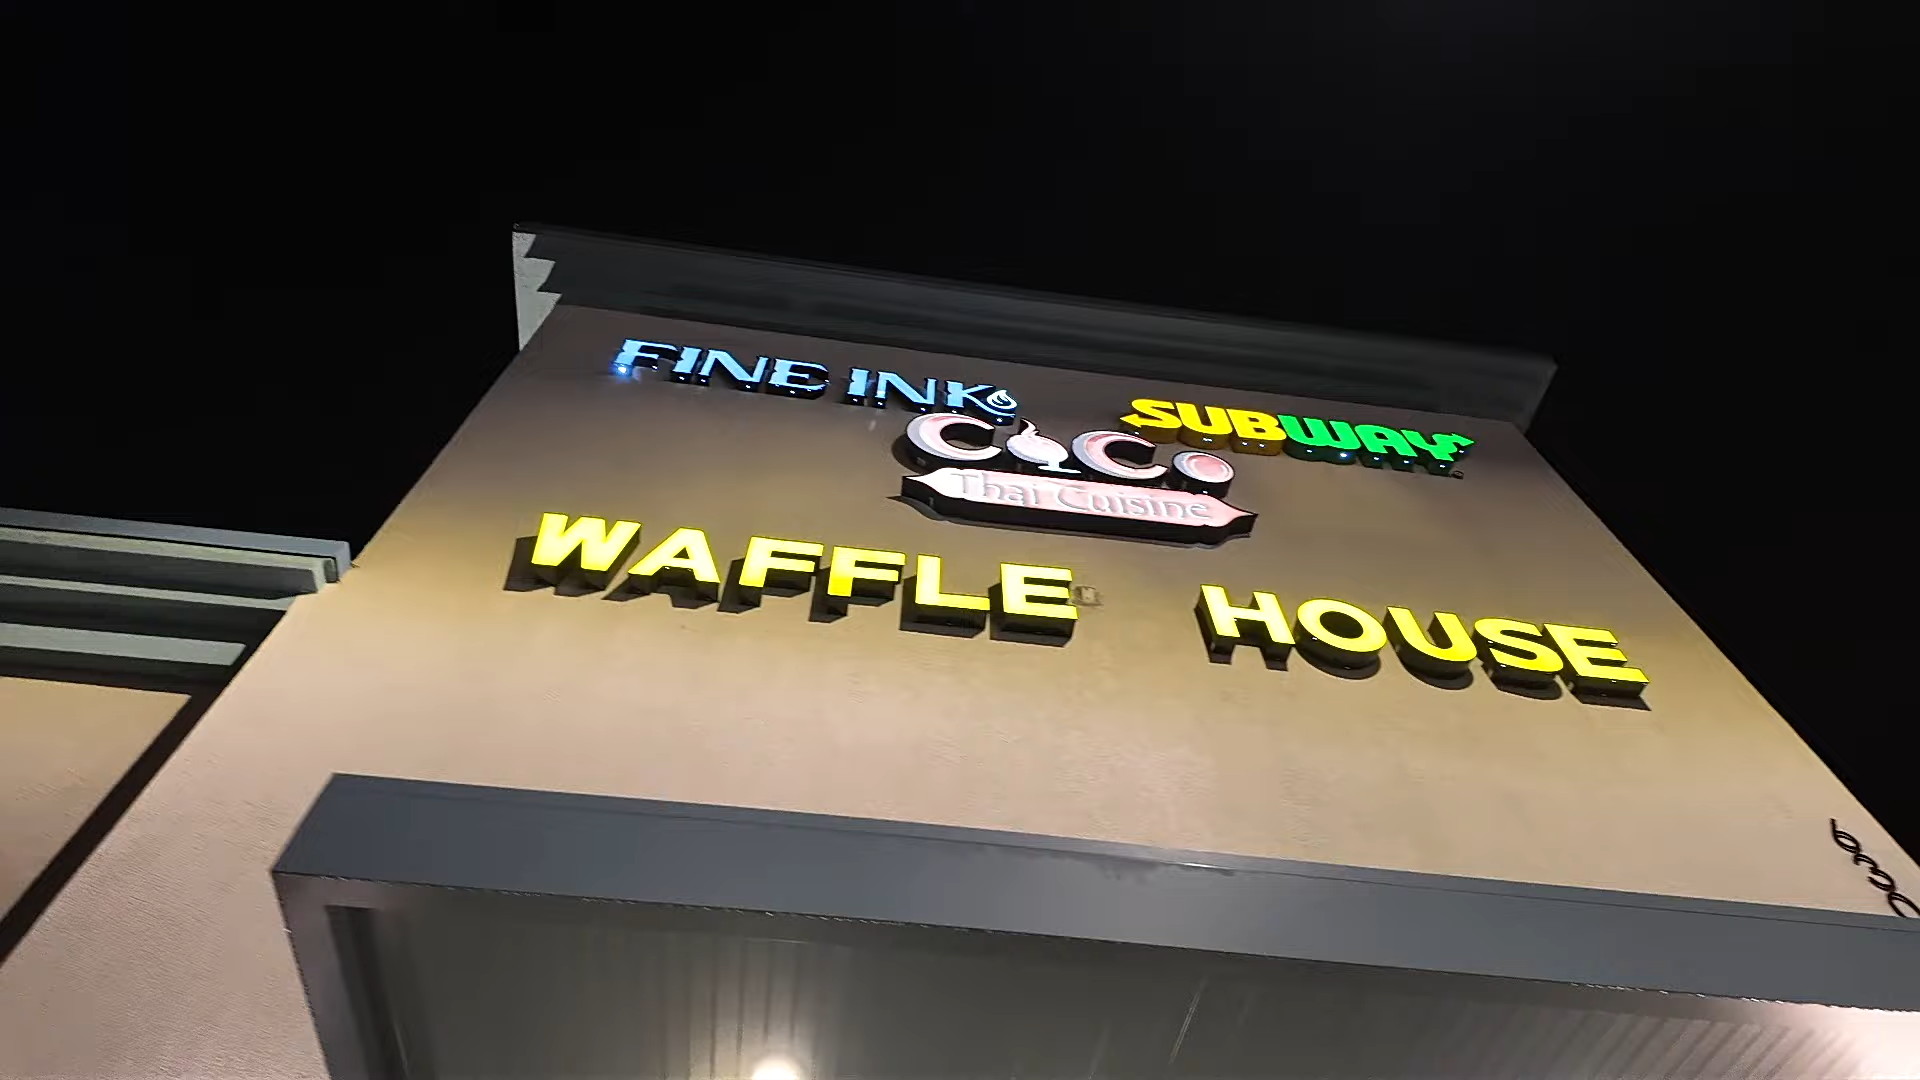 FINE INK
SUBWAY
CoCo
Thai Cuisine
WAFFLE HOUSE